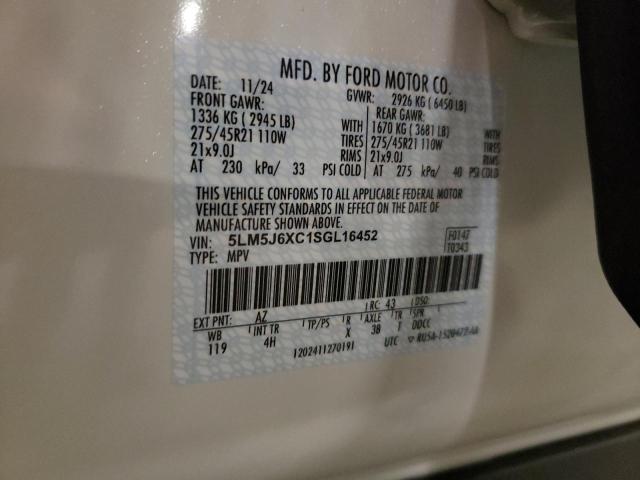 MFD. BY FORD MOTOR CO.
DATE: 11/24 GVWR: 2926 KG ( 6450 LB)
FRONT GAWR: REAR GAWR:
1336 KG ( 2945 LB) WITH 1670 KG ( 3681 LB) WITH
275/45R21 110W TIRES 275/45R21 110W TIRES
21x9.0J RIMS 21x9.0J RIMS
AT 230 kPa/ 33 PSI COLD AT 275 kPa/ 40 PSI COLD
THIS VEHICLE CONFORMS TO ALL APPLICABLE FEDERAL MOTOR
VEHICLE SAFETY STANDARDS IN EFFECT ON THE DATE OF
MANUFACTURE SHOWN ABOVE.
VIN: 5LM5J6XC1SGL16452 F0147
TYPE: MPV T0343
EXT PNT: AZ RC: 43 DSO:
WB INT TR TP/PS R AXLE TR SPR
119 4H X 38 T DDCC
1202411270191 UTC